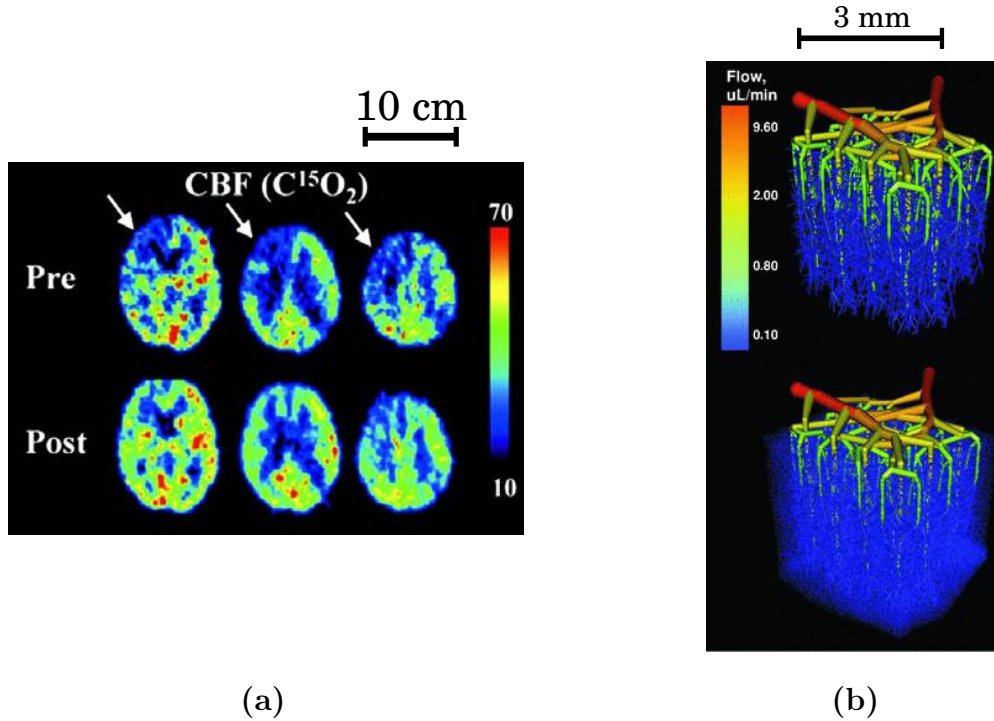 10 cm
CBF (C¹⁵O₂)
70
Pre
Post
10
(a)
3 mm
Flow,
uL/min
9.60
2.00
0.80
0.10
(b)